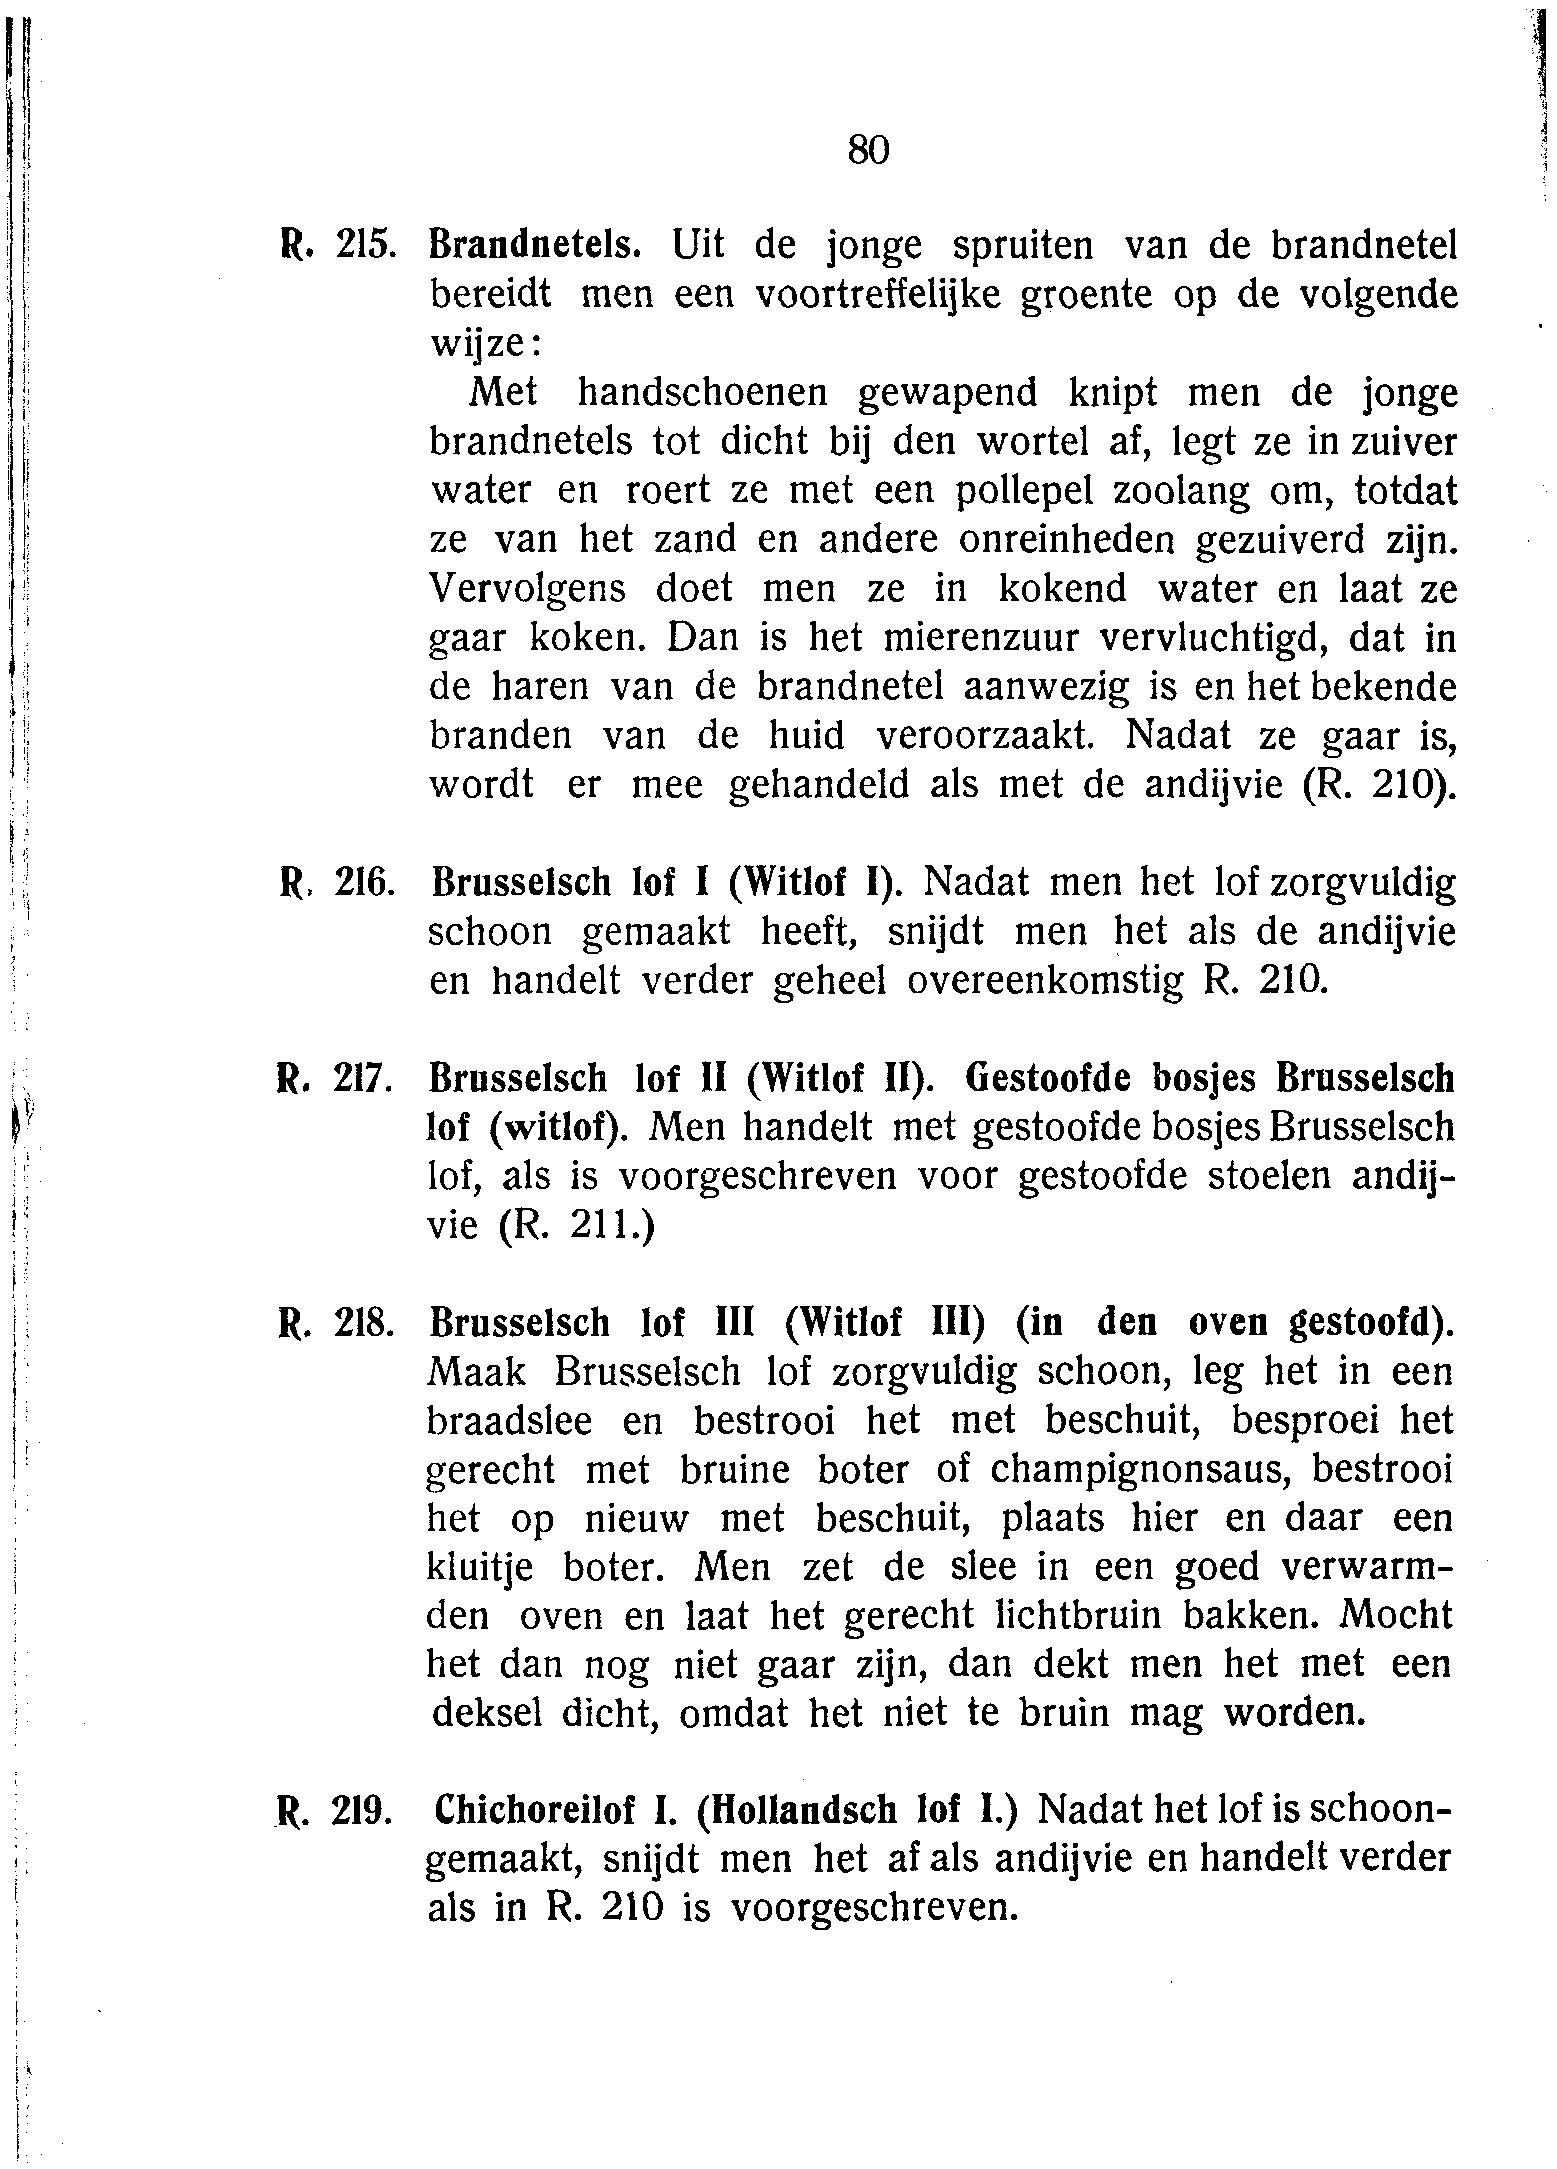 80
R. 215. Brandnetels. Uit de jonge spruiten van de brandnetel
bereidt men een voortreffelijke groente op de volgende
wijze:
Met handschoenen gewapend knipt men de jonge
brandnetels tot dicht bij den wortel af, legt ze in zuiver
water en roert ze met een pollepel zoolang om, totdat
ze van het zand en andere onreinheden gezuiverd zijn.
Vervolgens doet men ze in kokend water en laat ze
gaar koken. Dan is het mierenzuur vervluchtigd, dat in
de haren van de brandnetel aanwezig is en het bekende
branden van de huid veroorzaakt. Nadat ze gaar is,
wordt er mee gehandeld als met de andijvie (R. 210).
R. 216. Brusselsch lof I (Witlof I). Nadat men het lof zorgvuldig
schoon gemaakt heeft, snijdt men het als de andijvie
en handelt verder geheel overeenkomstig R. 210.
R. 217. Brusselsch lof II (Witlof II). Gestoofde bosjes Brusselsch
lof (witlof). Men handelt met gestoofde bosjes Brusselsch
lof, als is voorgeschreven voor gestoofde stoelen andij-
vie (R. 211.)
R. 218. Brusselsch lof III (Witlof III) (in den oven gestoofd).
Maak Brusselsch lof zorgvuldig schoon, leg het in een
braadslee en bestrooi het met beschuit, besproei het
gerecht met bruine boter of champignonsaus, bestrooi
het op nieuw met beschuit, plaats hier en daar een
kluitje boter. Men zet de slee in een goed verwarm-
den oven en laat het gerecht lichtbruin bakken. Mocht
het dan nog niet gaar zijn, dan dekt men het met een
deksel dicht, omdat het niet te bruin mag worden.
R. 219. Chichoreilof I. (Hollandsch lof I.) Nadat het lof is schoon-
gemaakt, snijdt men het af als andijvie en handelt verder
als in R. 210 is voorgeschreven.